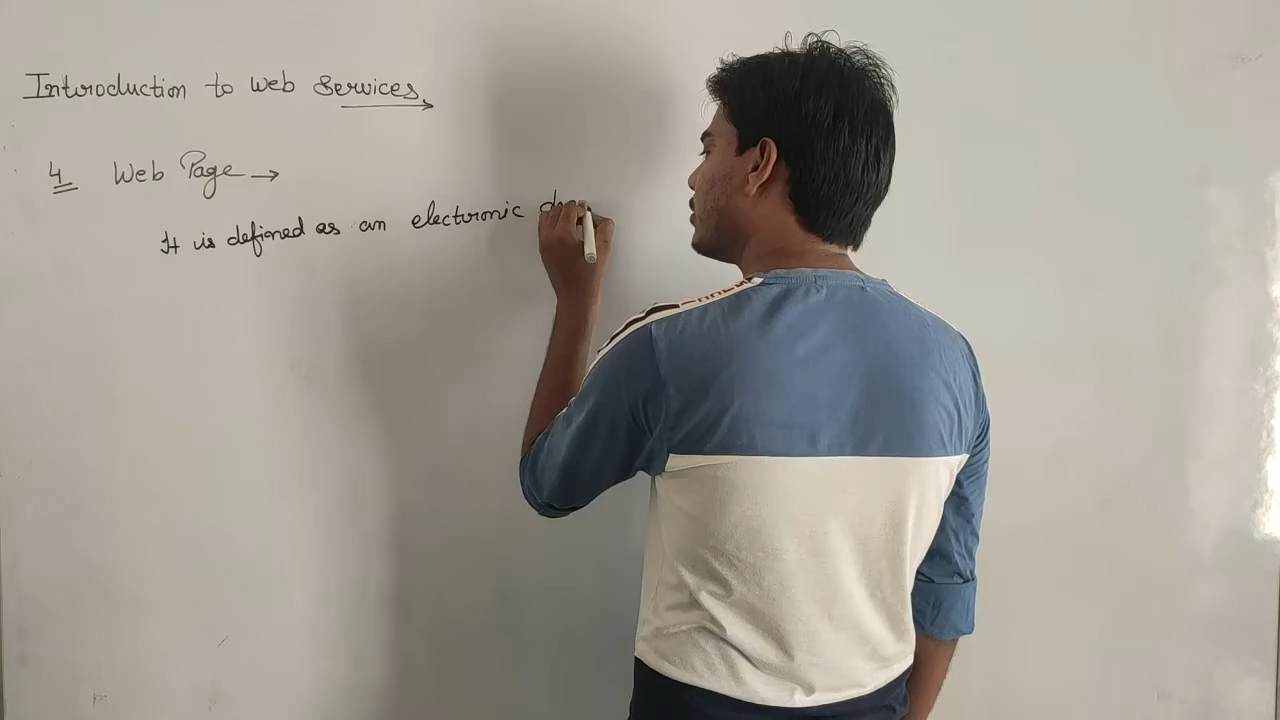 Introduction to Web Services
4 Web Page →
It is defined as an electronic